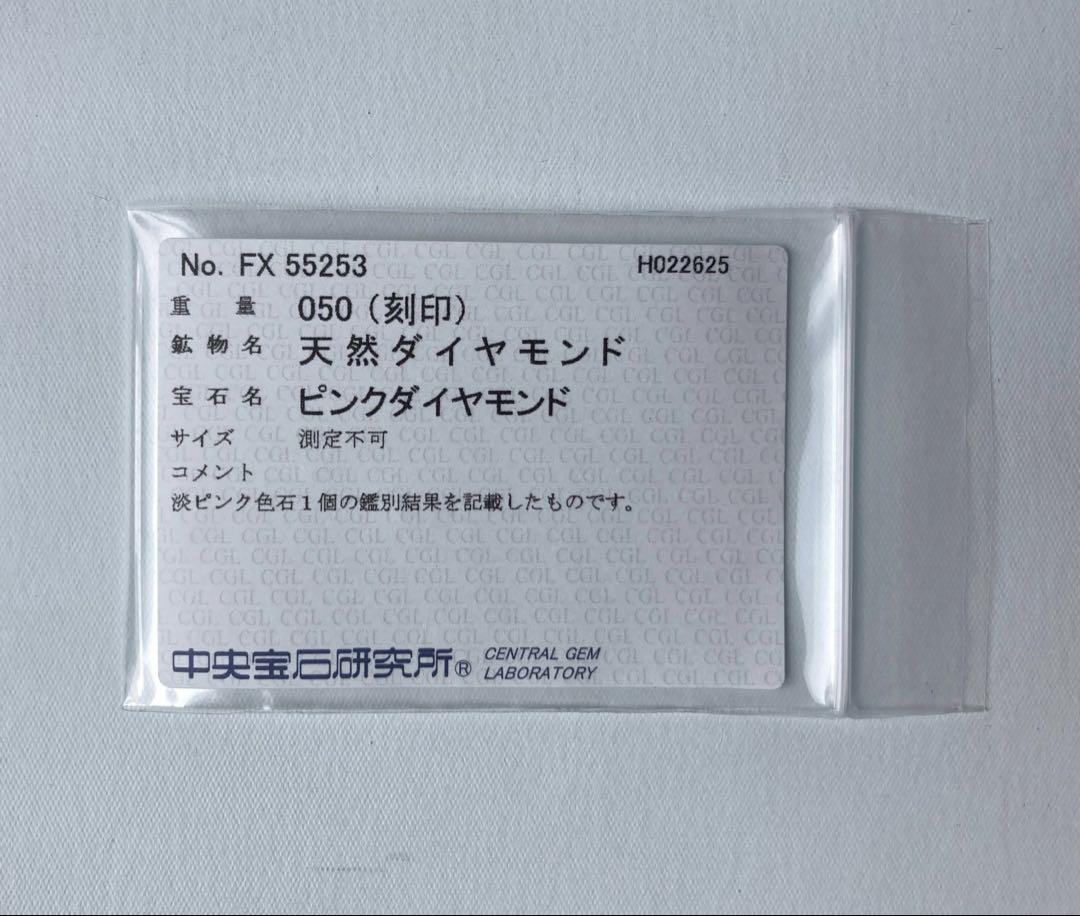 No. FX 55253 H022625
重量 050 (刻印)
鉱物名 天然ダイヤモンド
宝石名 ピンクダイヤモンド
サイズ 測定不可
コメント
淡ピンク色石1個の鑑別結果を記載したものです。
中央宝石研究所® CENTRAL GEM
LABORATORY